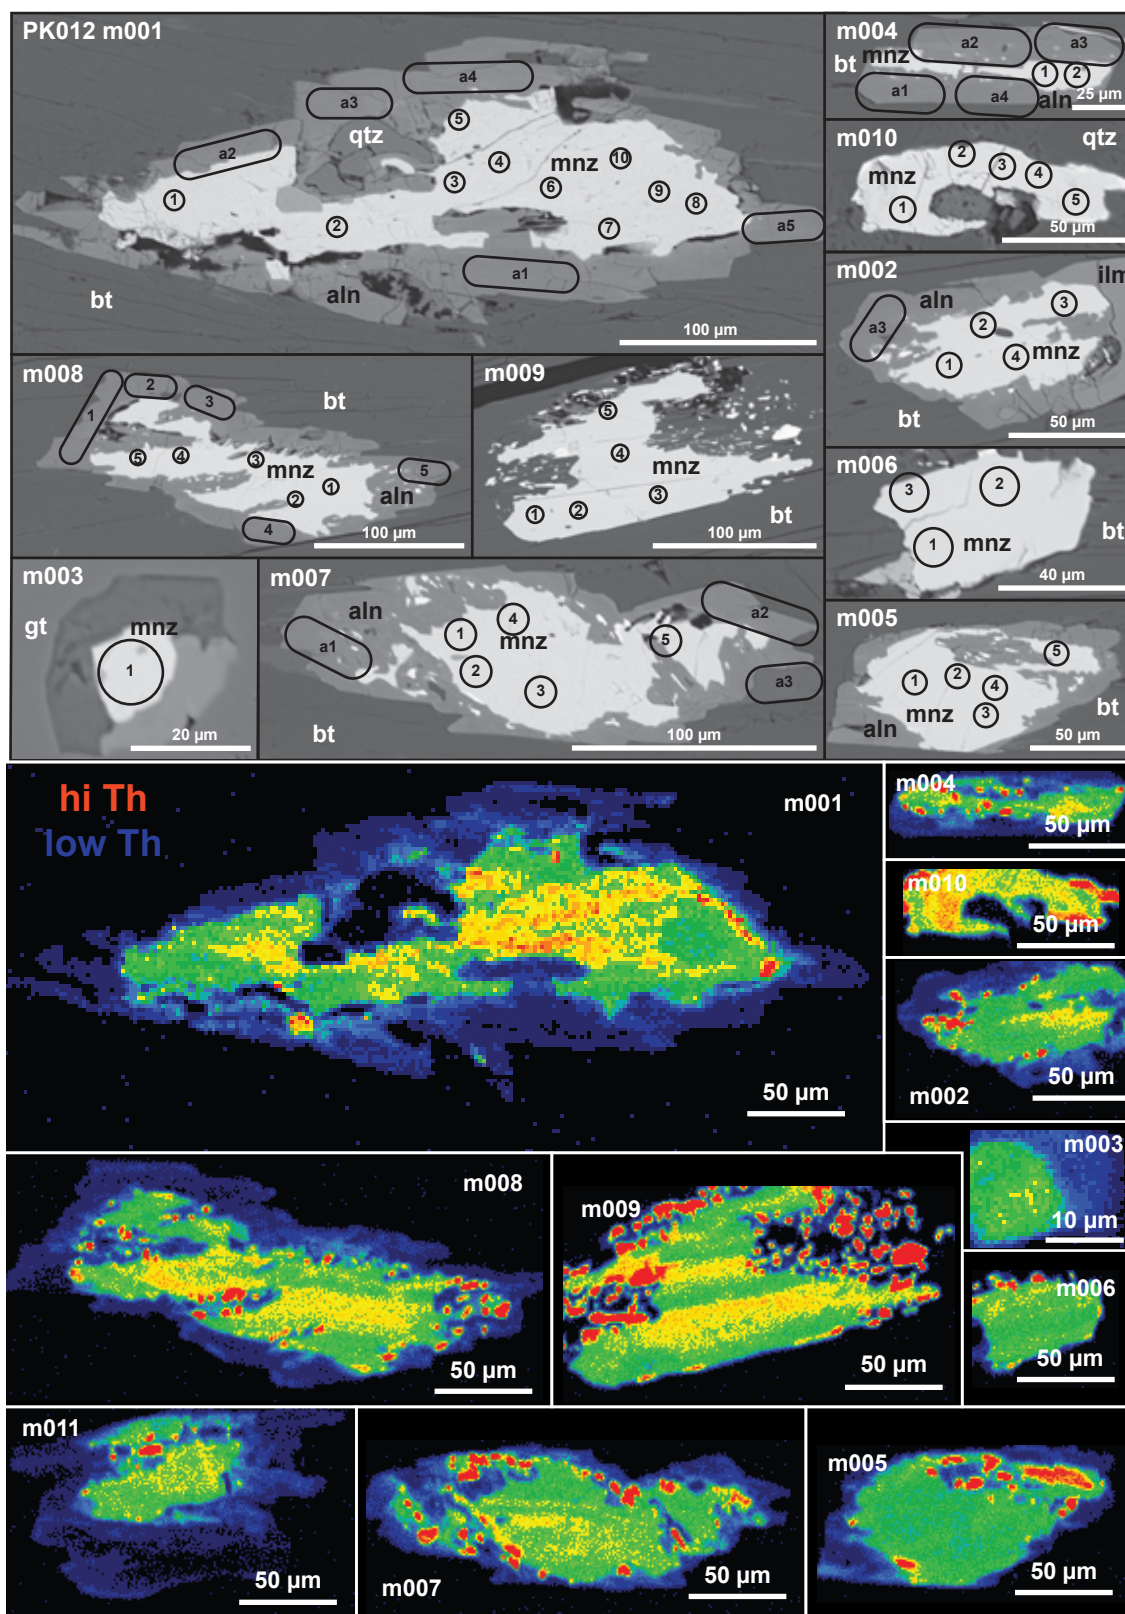 PK012 m001
a4
a3
5
qtz
a2
4
mnz
10
3
6
9
1
8
2
7
a5
a1
bt
aln
100 µm
m004
a2
a3
mnz
bt
1
2
a1
a4
25 µm
aln
m010
2
qtz
3
mnz
4
1
5
50 µm
m002
ilm
aln
3
a3
2
mnz
4
1
bt
50 µm
m008
2
bt
1
3
5
4
3
mnz
1
5
2
aln
4
100 µm
m009
5
4
mnz
3
1
2
bt
100 µm
m006
2
3
1
mnz
bt
40 µm
m003
gt
mnz
1
20 µm
m007
aln
a2
4
1
mnz
a1
5
2
3
a3
bt
100 µm
m005
5
2
1
4
mnz
3
bt
aln
50 µm
hi Th
low Th
m001
50 µm
m004
50 µm
m010
50 µm
50 µm
m002
m003
10 µm
m008
50 µm
m009
50 µm
m006
50 µm
m011
50 µm
m007
50 µm
m005
50 µm